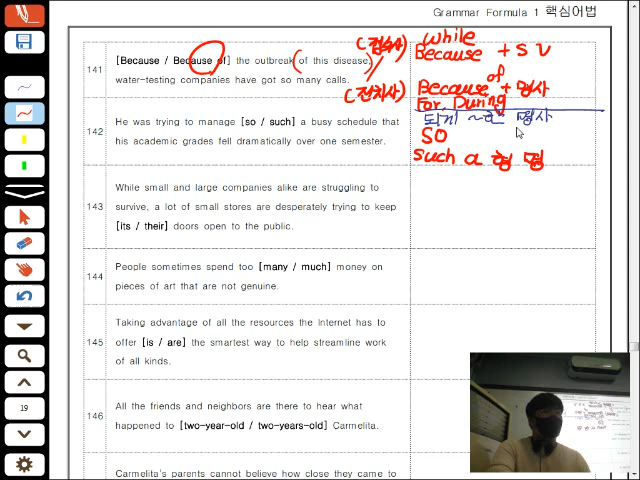 Grammar Formula 1 핵심어법
141
[Because / Because of] the outbreak of this disease,
water-testing companies have got so many calls.
(접속사)
(전치사)
while
Because + S V
Because of + 명사
For, During
142
He was trying to manage [so / such] a busy schedule that
his academic grades fell dramatically over one semester.
되게 ~한 명사
so
such a 형 명
143
While small and large companies alike are struggling to
survive, a lot of small stores are desperately trying to keep
[its / their] doors open to the public.
144
People sometimes spend too [many / much] money on
pieces of art that are not genuine.
145
Taking advantage of all the resources the Internet has to
offer [is / are] the smartest way to help streamline work
of all kinds.
146
All the friends and neighbors are there to hear what
happened to [two-year-old / two-years-old] Carmelita.
Carmelita's parents cannot believe how close they came to
19